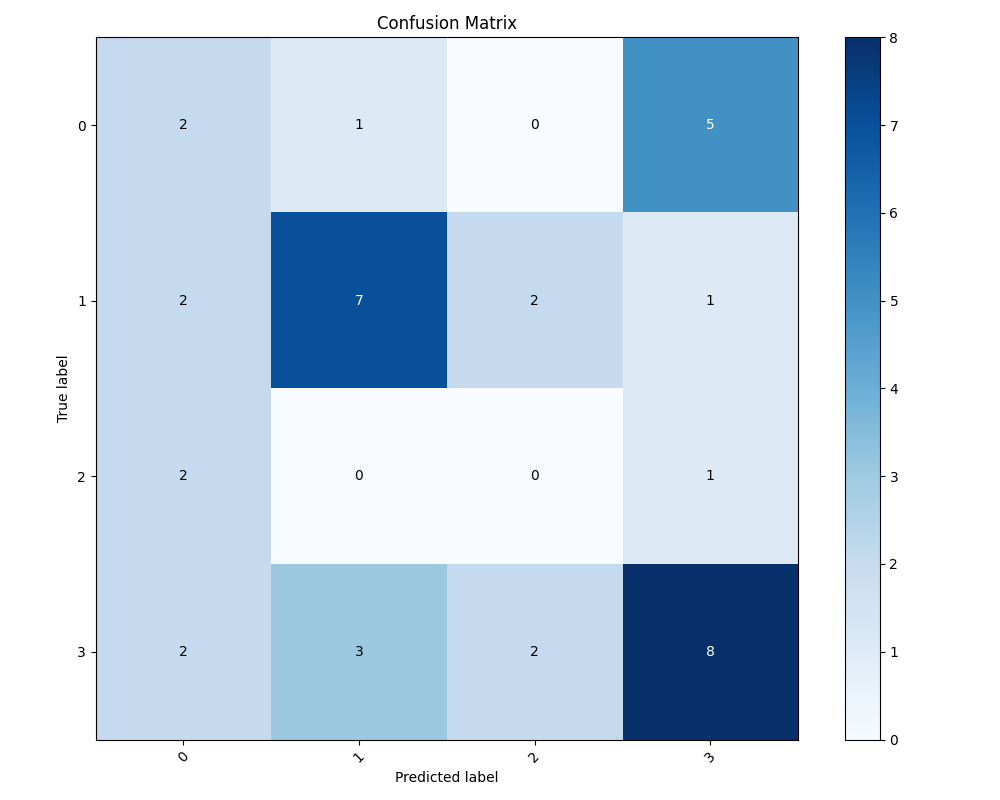 Confusion Matrix
0 2 1 0 5
1 2 7 2 1
2 2 0 0 1
3 2 3 2 8
0 1 2 3
True label
Predicted label
8
7
6
5
4
3
2
1
0